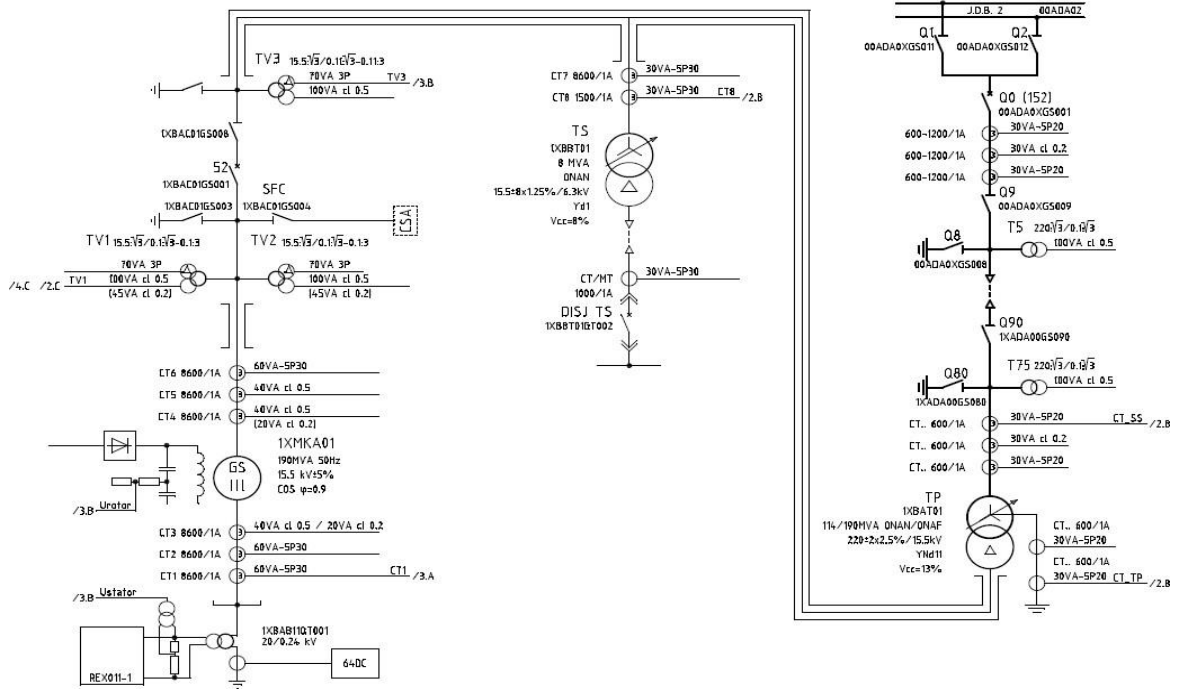 J.D.B. 2
00ADA02
Q1
00ADA0XGS011
Q2
00ADA0XGS012
Q0 (152)
00ADA0XGS001
600-1200/1A
30VA-5P20
600-1200/1A
30VA cl 0.2
600-1200/1A
30VA-5P20
Q9
00ADA0XGS009
T5 220:√3/0.1:√3
100VA cl 0.5
Q8
00ADA0XGS008
Q90
1XADA00GS090
T75 220:√3/0.1:√3
100VA cl 0.5
Q80
1XADA00GS080
CT.. 600/1A
30VA-5P20
CT_SS
/2.B
CT.. 600/1A
30VA cl 0.2
CT.. 600/1A
30VA-5P20
TP
1XBAT01
114/190MVA ONAN/ONAF
220±2x2.5%/15.5kV
YNd11
Vcc=13%
CT.. 600/1A
30VA-5P20
CT.. 600/1A
30VA-5P20
CT_TP
/2.B
TV3 15.5:√3/0.1:√3-0.1:3
70VA 3P
TV3
/3.B
100VA cl 0.5
1XBAC01GS008
52
1XBAC01GS001
1XBAC01GS003
SFC
1XBAC01GS004
CSA
TV1 15.5:√3/0.1:√3-0.1:3
TV2 15.5:√3/0.1:√3-0.1:3
70VA 3P
70VA 3P
/4.C /2.C TV1
100VA cl 0.5
100VA cl 0.5
(45VA cl 0.2)
(45VA cl 0.2)
CT6 8600/1A
60VA-5P30
CT5 8600/1A
40VA cl 0.5
CT4 8600/1A
40VA cl 0.5
(20VA cl 0.2)
1XMKA01
190MVA 50Hz
15.5 kV±5%
COS φ=0.9
GS
/3.B
Urotor
CT3 8600/1A
40VA cl 0.5 / 20VA cl 0.2
CT2 8600/1A
60VA-5P30
CT1 8600/1A
60VA-5P30
CT1
/3.A
/3.B
Ustator
1XBAB11QT001
20/0.24 kV
REX011-1
64DC
CT7 8600/1A
30VA-5P30
CT8 1500/1A
30VA-5P30
CT8
/2.B
TS
1XBBT01
8 MVA
ONAN
15.5±8x1.25%/6.3kV
Yd1
Vcc=8%
CT/MT
1000/1A
30VA-5P30
DISJ TS
1XBBT01QT002